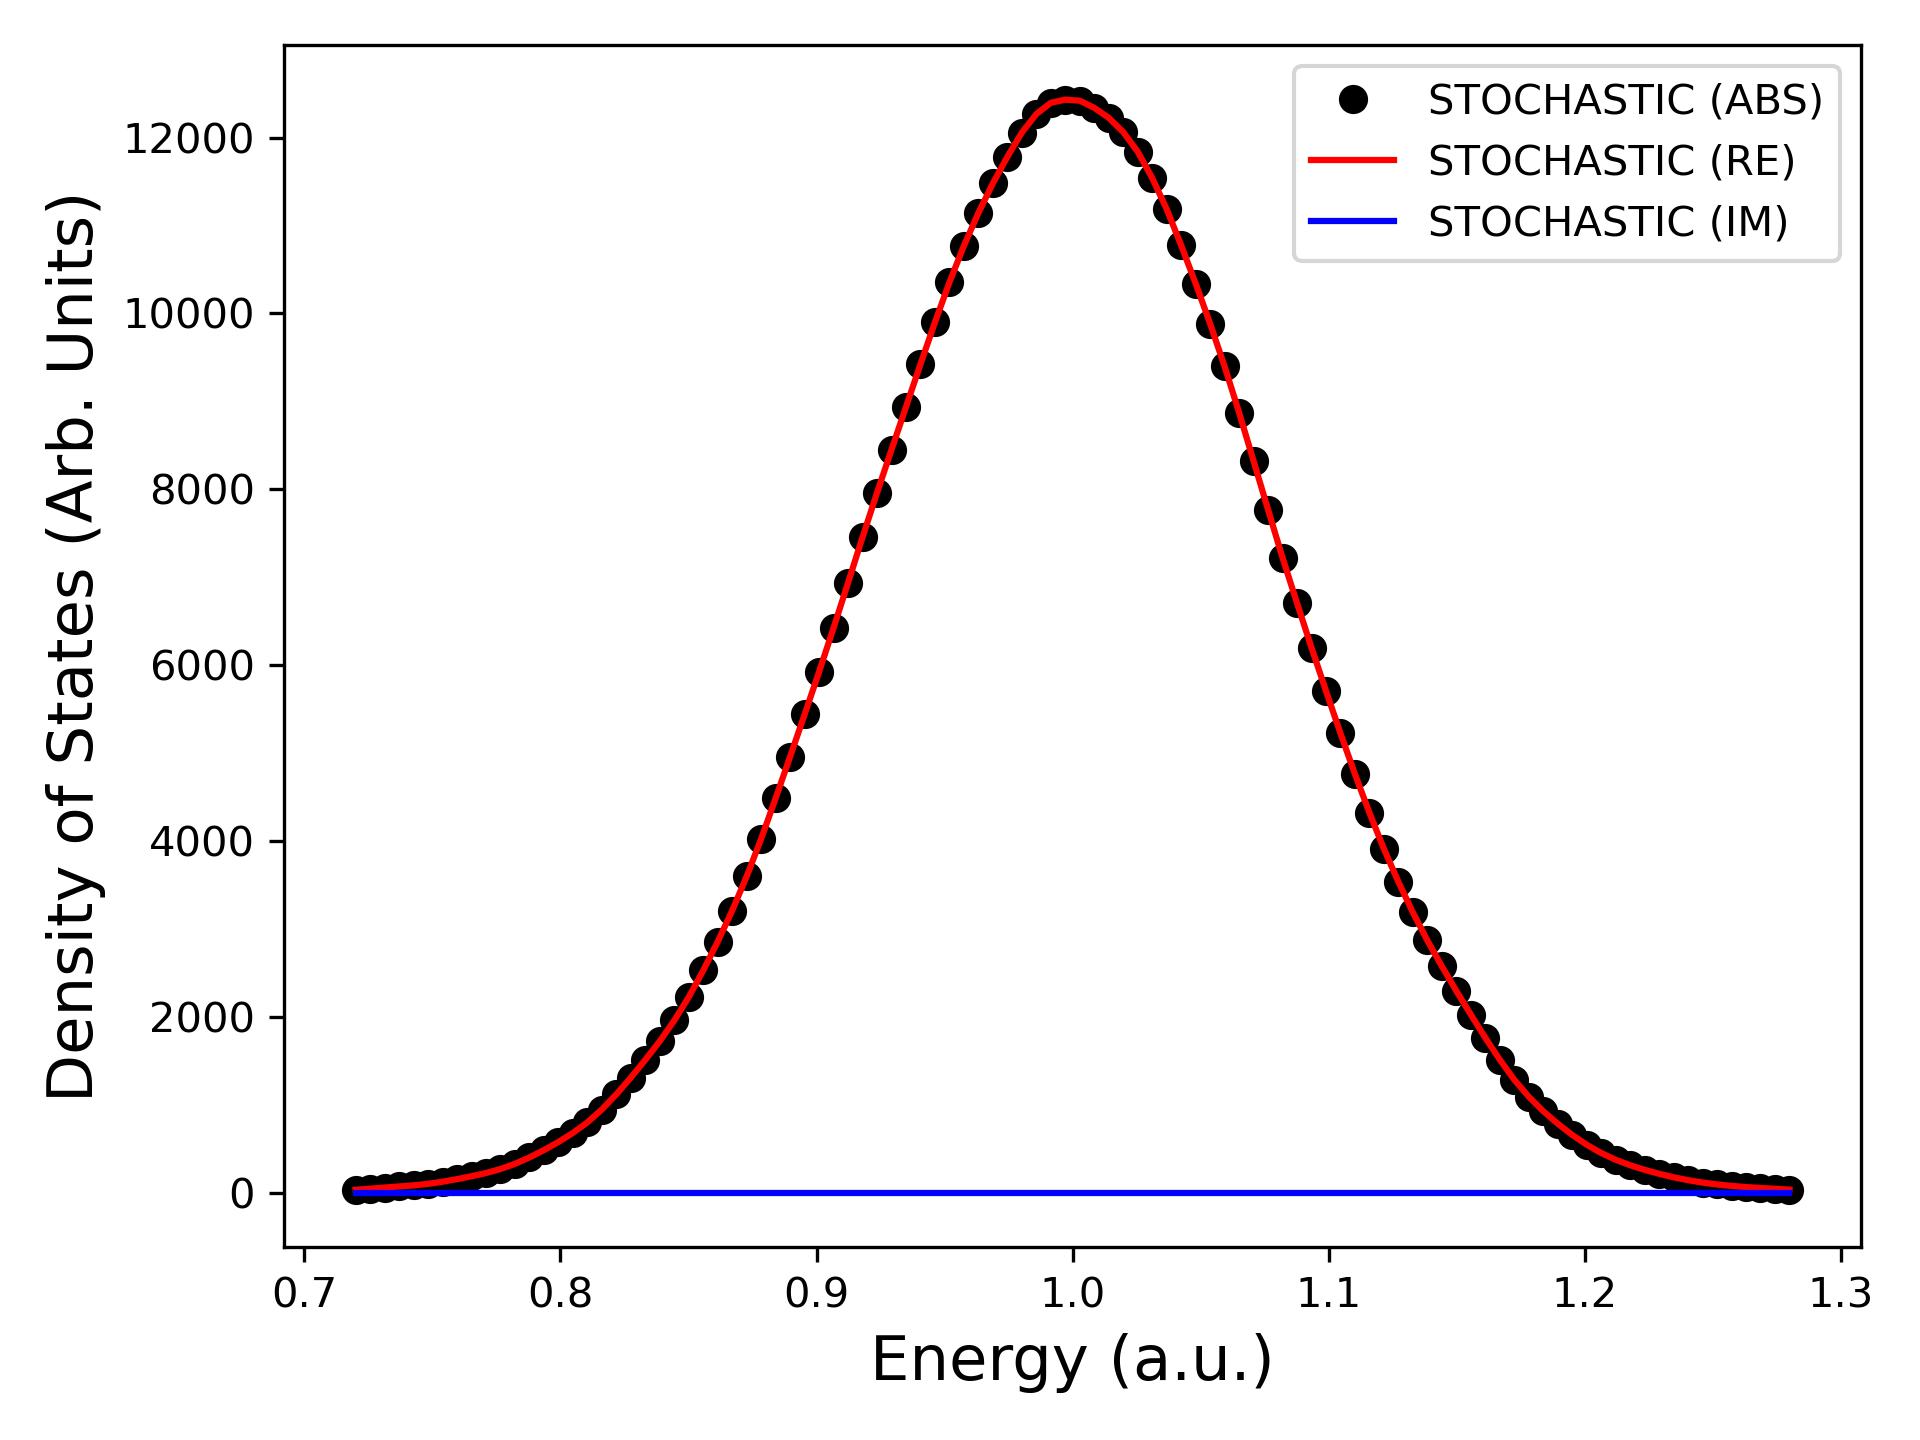 STOCHASTIC (ABS)
STOCHASTIC (RE)
STOCHASTIC (IM)
Density of States (Arb. Units)
12000
10000
8000
6000
4000
2000
0
0.7 0.8 0.9 1.0 1.1 1.2 1.3
Energy (a.u.)